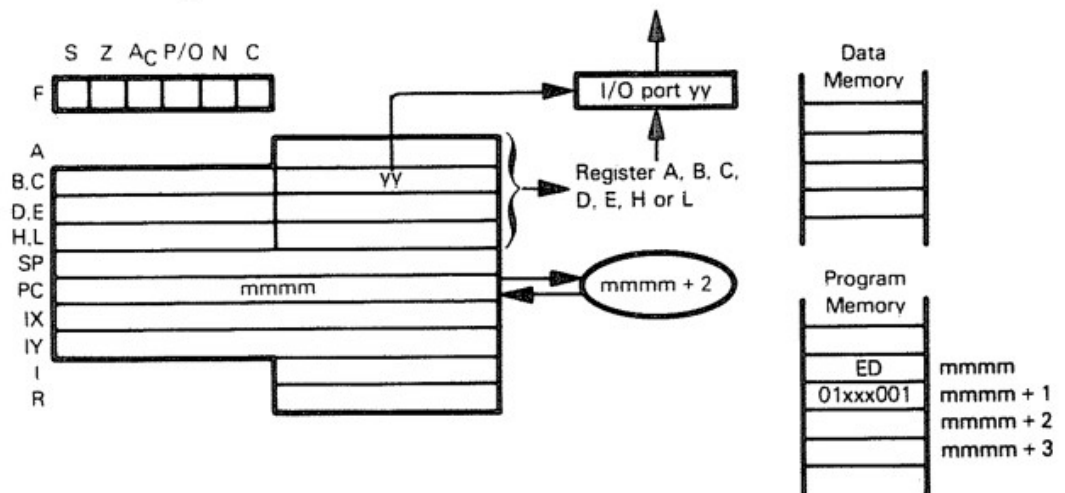 S Z AC P/O N C
F
A
B,C
D,E
H,L
SP
PC
IX
IY
I
R
yy
mmmm
I/O port yy
Register A, B, C,
D, E, H or L
mmmm + 2
Data
Memory
Program
Memory
ED mmmm
01xxx001 mmmm + 1
mmmm + 2
mmmm + 3